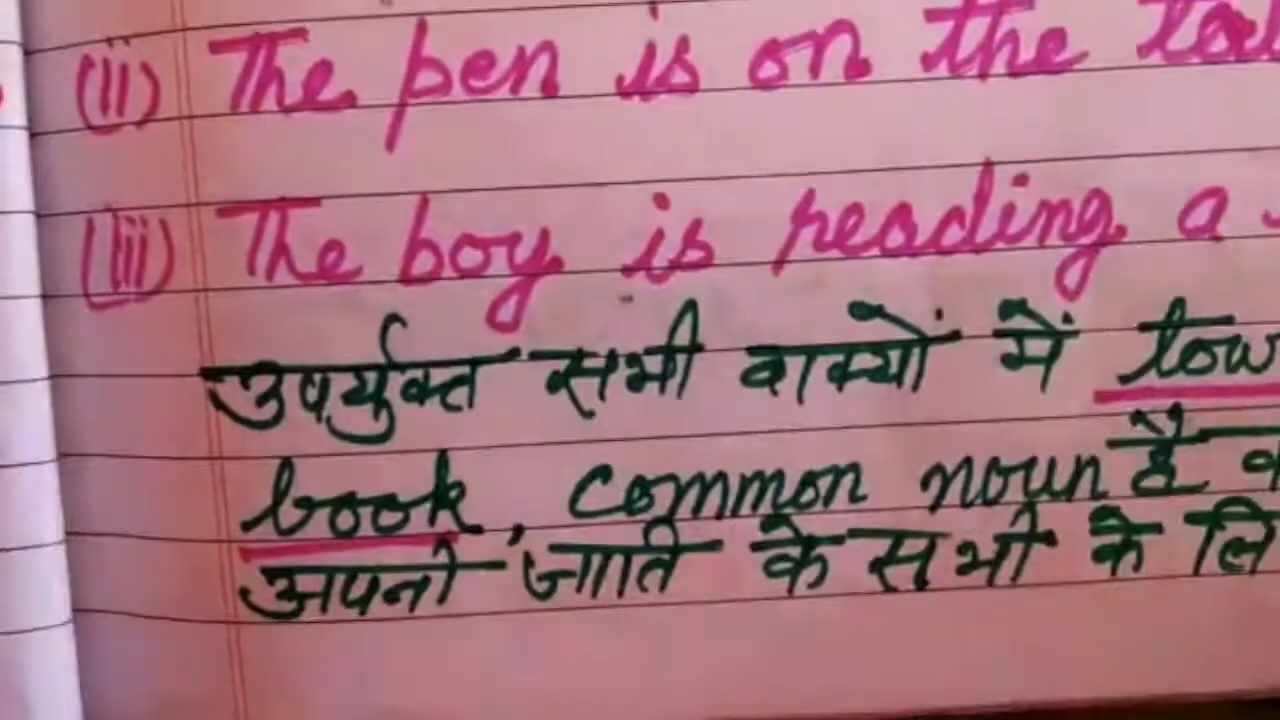 (ii) The pen is on the
(iii) The boy is reading a
उपर्युक्त सभी वाक्यों में
book, common noun है
अपनी जाति के सभी के